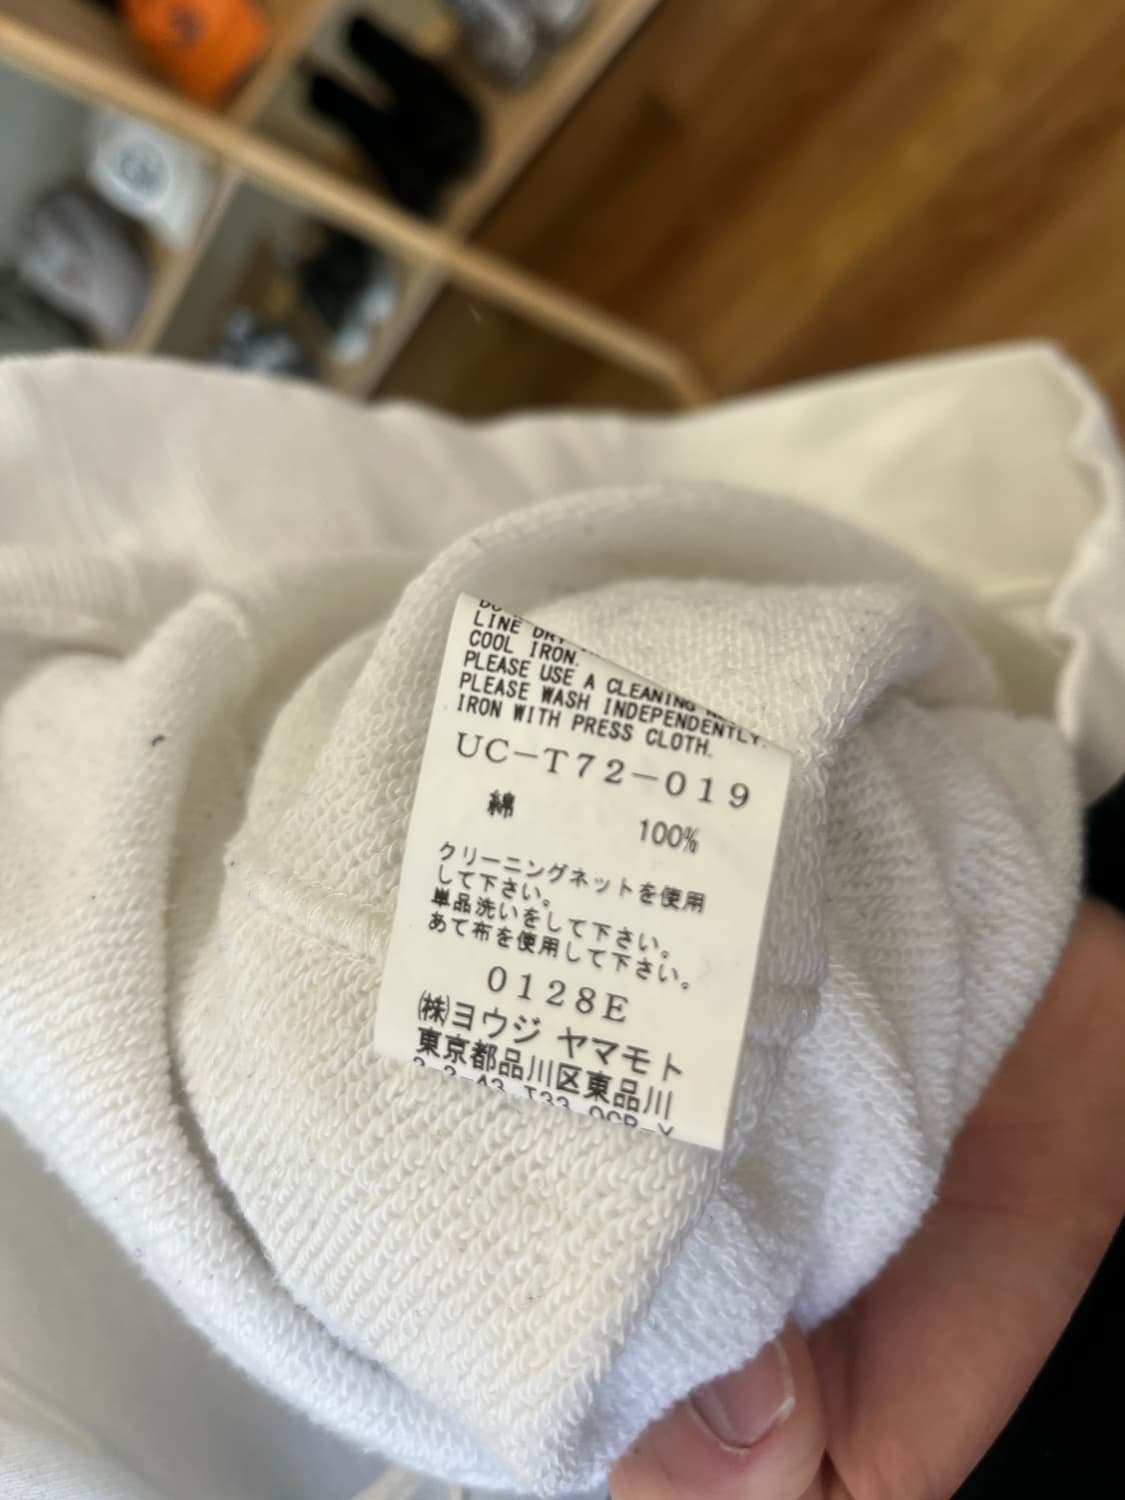 LINE DRY
COOL IRON.
PLEASE USE A CLEANING
PLEASE WASH INDEPENDENTLY.
IRON WITH PRESS CLOTH.
UC-T72-019
綿 100%
クリーニングネットを使用
して下さい。
単品洗いをして下さい。
あて布を使用して下さい。
0128E
㈱ヨウジ ヤマモト
東京都品川区東品川